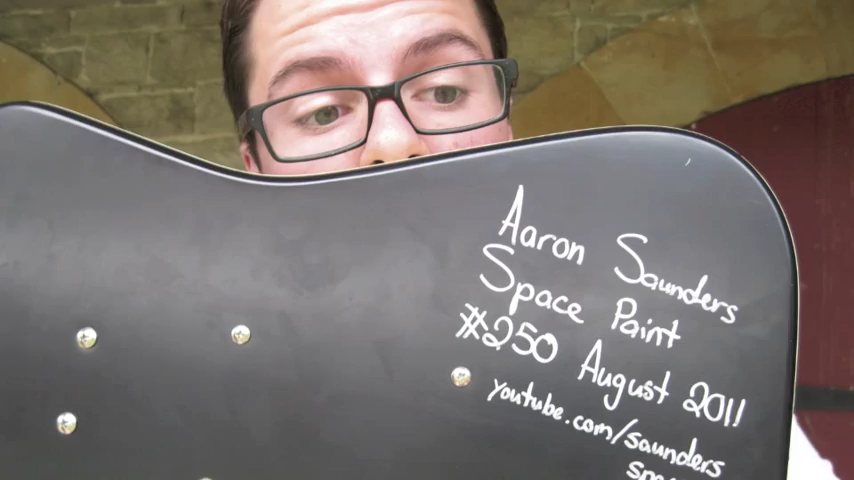 Aaron Saunders
Space Paint
#250 August 2011
youtube.com/saunders